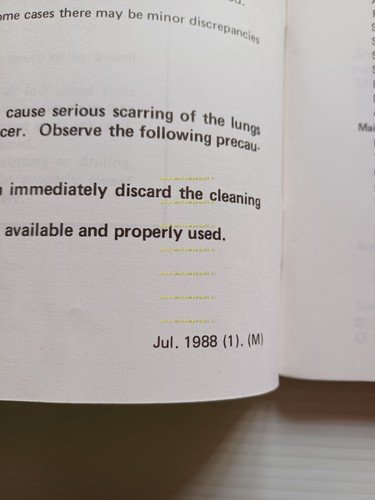 ome cases there may be minor discrepancies
cause serious scarring of the lungs
cer. Observe the following precau-
immediately discard the cleaning
available and properly used.
Jul. 1988 (1). (M)
Mai